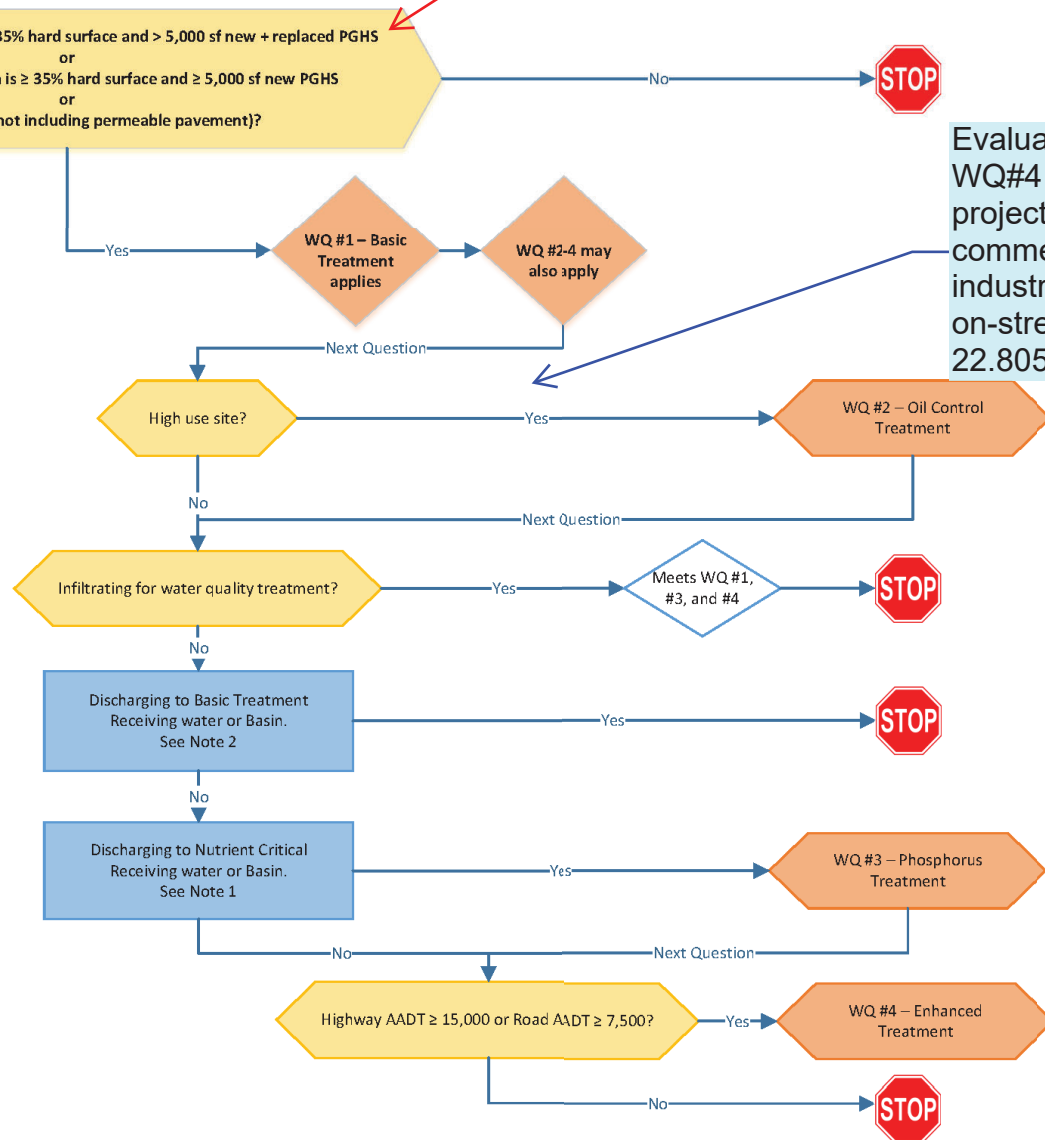 35% hard surface and > 5,000 sf new + replaced PGHS
or
is ≥ 35% hard surface and ≥ 5,000 sf new PGHS
or
not including permeable pavement)?
No
STOP
Evalua
WQ#4
project
comme
industr
on-stre
22.805
Yes
WQ #1 – Basic
Treatment
applies
WQ #2-4 may
also apply
Next Question
High use site?
Yes
WQ #2 – Oil Control
Treatment
No
Next Question
Infiltrating for water quality treatment?
Yes
Meets WQ #1,
#3, and #4
STOP
No
Discharging to Basic Treatment
Receiving water or Basin.
See Note 2
Yes
STOP
No
Discharging to Nutrient Critical
Receiving water or Basin.
See Note 1
Yes
WQ #3 – Phosphorus
Treatment
No
Next Question
Highway AADT ≥ 15,000 or Road AADT ≥ 7,500?
Yes
WQ #4 – Enhanced
Treatment
No
STOP